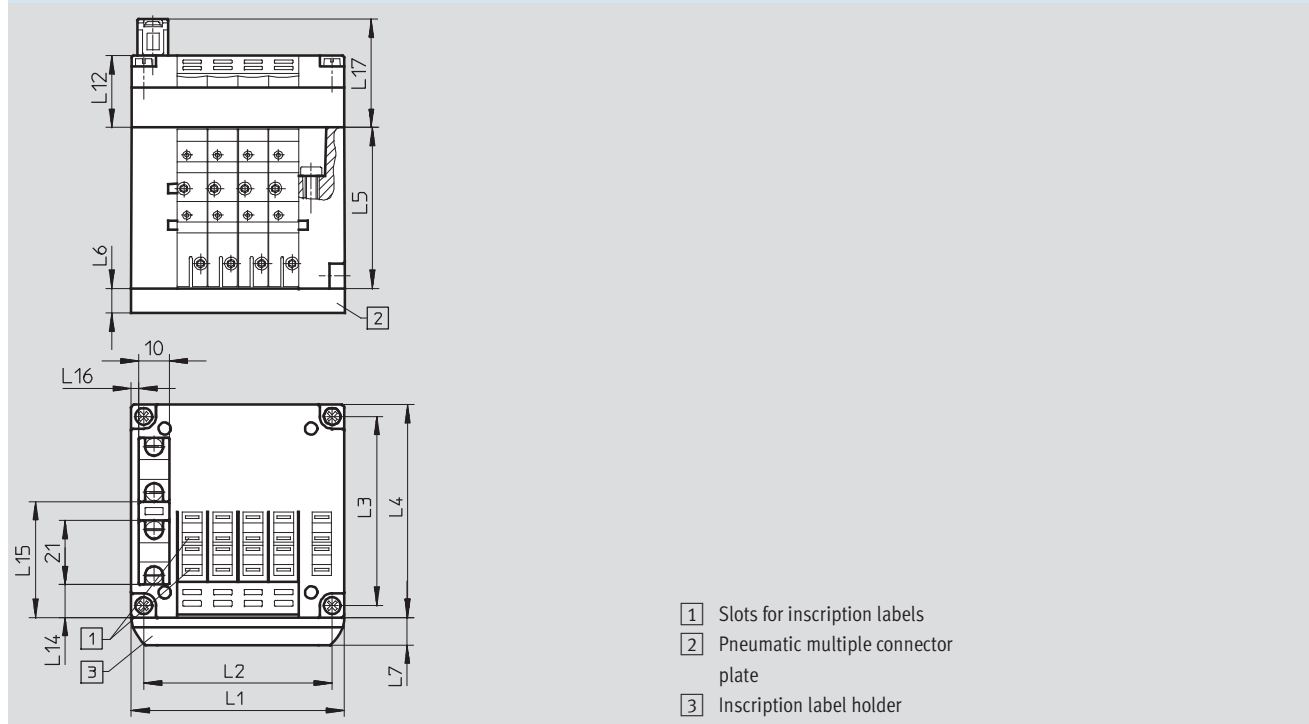 L12
L17
L5
L6
2
10
L16
L3
L4
L15
21
L14
1
3
L2
L1
L7
1 Slots for inscription labels
2 Pneumatic multiple connector
plate
3 Inscription label holder